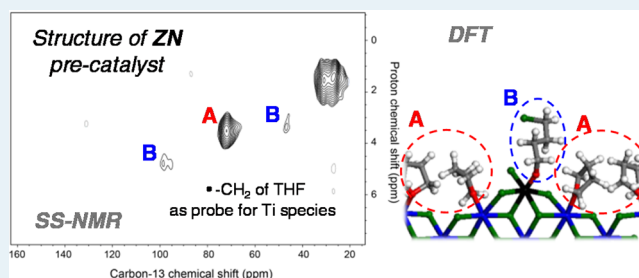 Structure of ZN
pre-catalyst
DFT
A
B
B
A
B
A
▪-CH2 of THF
as probe for Ti species
SS-NMR
0
2
4
6
Proton chemical shift (ppm)
160 140 120 100 80 60 40 20
Carbon-13 chemical shift (ppm)